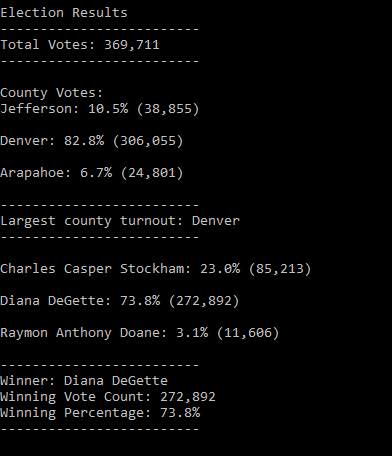 Election Results
-------------------------
Total Votes: 369,711
-------------------------
County Votes:
Jefferson: 10.5% (38,855)
Denver: 82.8% (306,055)
Arapahoe: 6.7% (24,801)
-------------------------
Largest county turnout: Denver
-------------------------
Charles Casper Stockham: 23.0% (85,213)
Diana DeGette: 73.8% (272,892)
Raymon Anthony Doane: 3.1% (11,606)
-------------------------
Winner: Diana DeGette
Winning Vote Count: 272,892
Winning Percentage: 73.8%
-------------------------